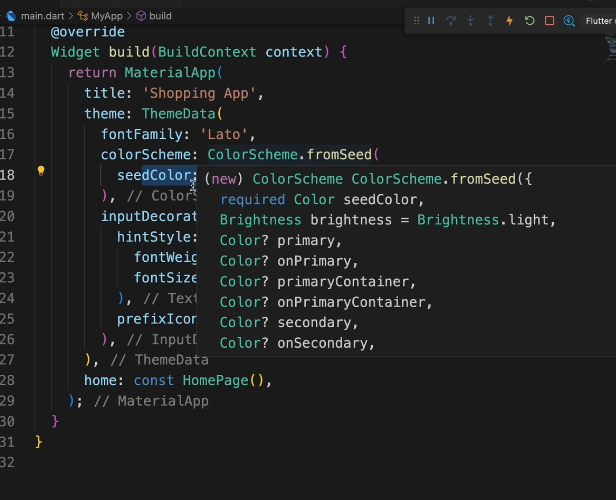 main.dart > MyApp > build
Flutter
11 @override
12 Widget build(BuildContext context) {
13 return MaterialApp(
14 title: 'Shopping App',
15 theme: ThemeData(
16 fontFamily: 'Lato',
17 colorScheme: ColorScheme.fromSeed(
18 seedColor:
19 ), // ColorS
20 inputDecorat
21 hintStyle:
22 fontWeig
23 fontSize
24 ), // Text
25 prefixIcon
26 ), // InputD
27 ), // ThemeData
28 home: const HomePage(),
29 ); // MaterialApp
30 }
31 }
32
(new) ColorScheme ColorScheme.fromSeed({
required Color seedColor,
Brightness brightness = Brightness.light,
Color? primary,
Color? onPrimary,
Color? primaryContainer,
Color? onPrimaryContainer,
Color? secondary,
Color? onSecondary,